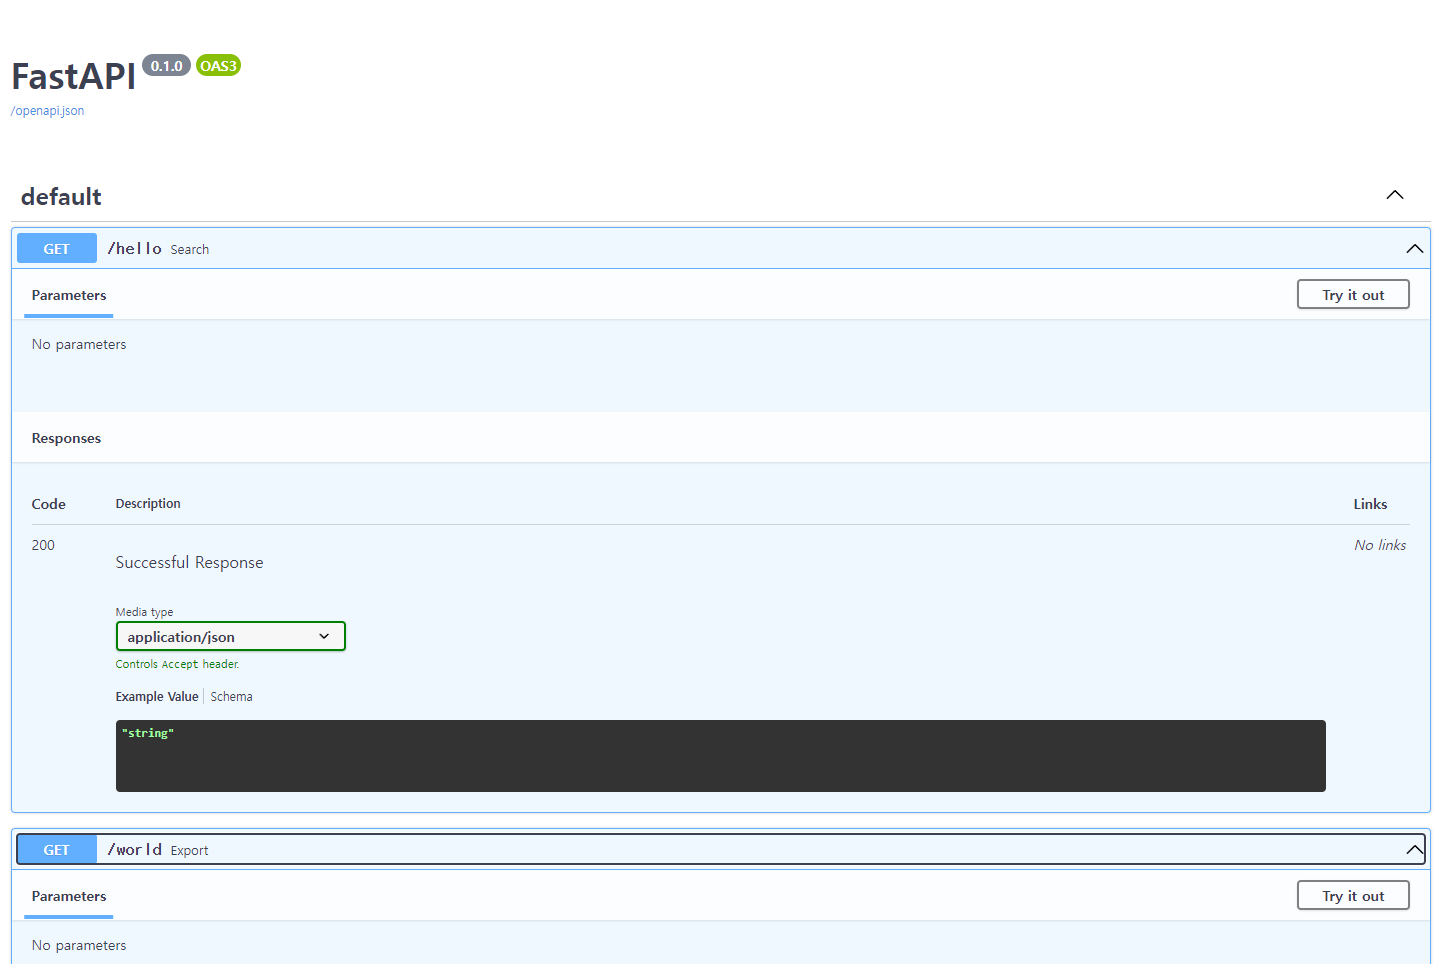 FastAPI 0.1.0 OAS3
/openapi.json
default
GET /hello Search
Parameters Try it out
No parameters
Responses
Code Description Links
200 No links
Successful Response
Media type
application/json
Controls Accept header.
Example Value Schema
"string"
GET /world Export
Parameters Try it out
No parameters